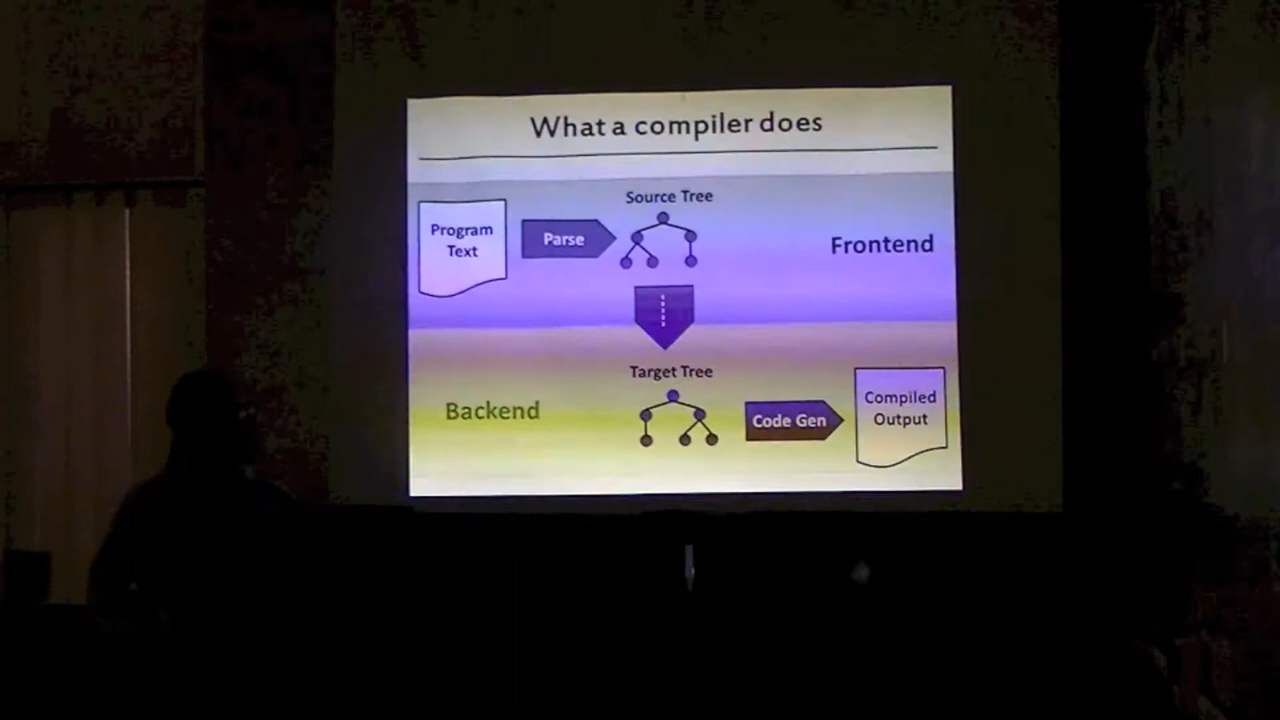 What a compiler does
Source Tree
Program
Text
Parse
Frontend
Target Tree
Backend
Code Gen
Compiled
Output